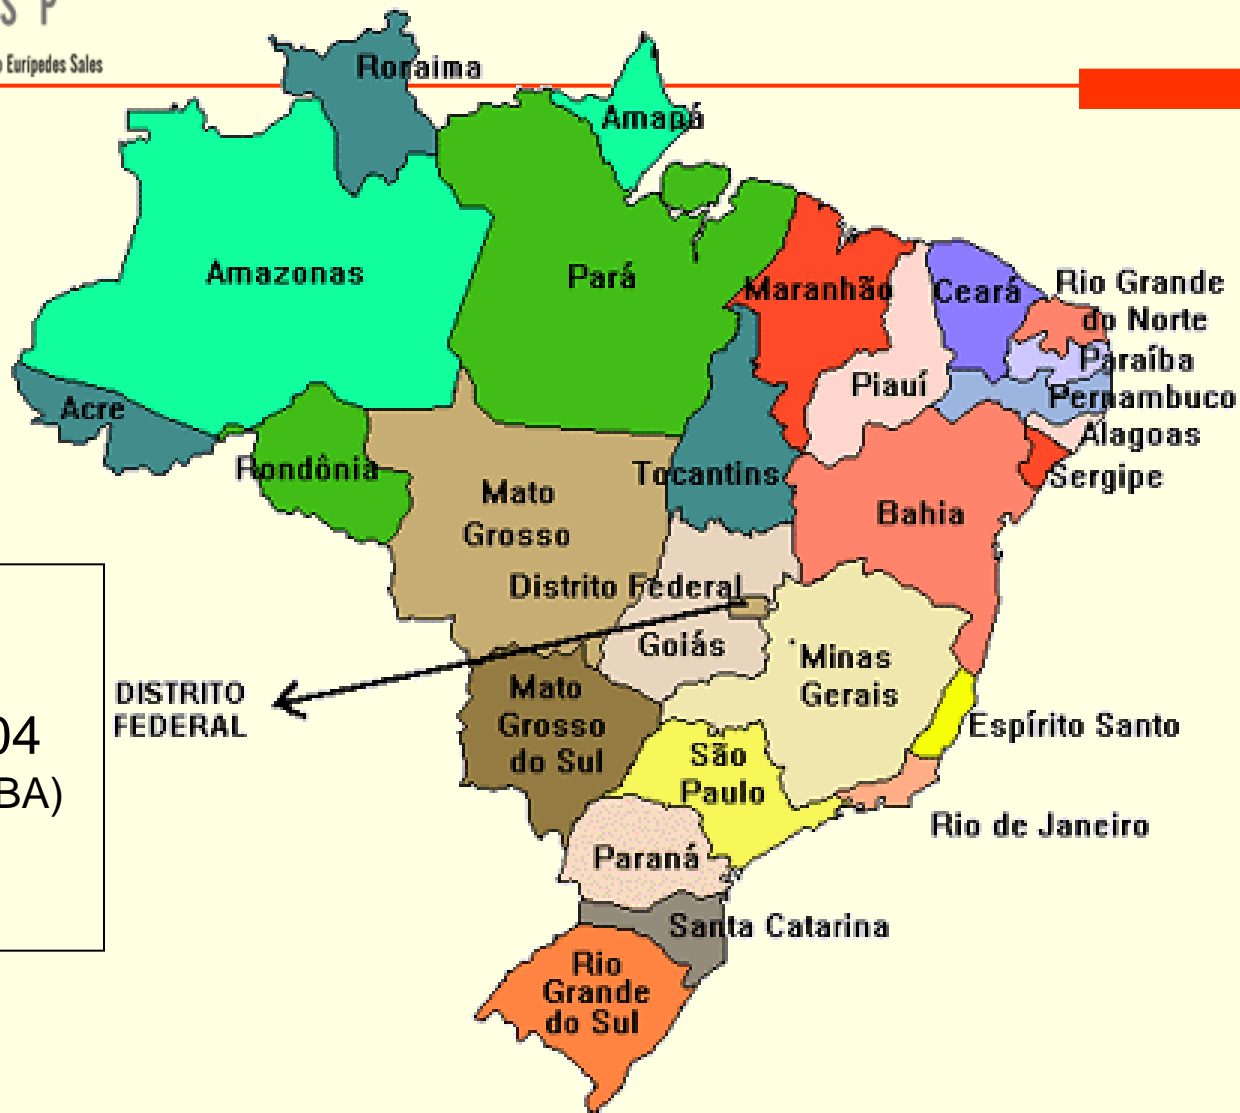 S P
Eurípedes Sales
Roraima
Amapá
Amazonas
Pará
Maranhão
Ceará
Rio Grande
do Norte
Paraíba
Piauí
Pernambuco
Acre
Alagoas
Rondônia
Tocantins
Sergipe
Mato
Grosso
Bahia
Distrito Federal
Goiás
Minas
Gerais
DISTRITO
FEDERAL
Mato
Grosso
do Sul
04
BA)
Espírito Santo
São
Paulo
Rio de Janeiro
Paraná
Santa Catarina
Rio
Grande
do Sul